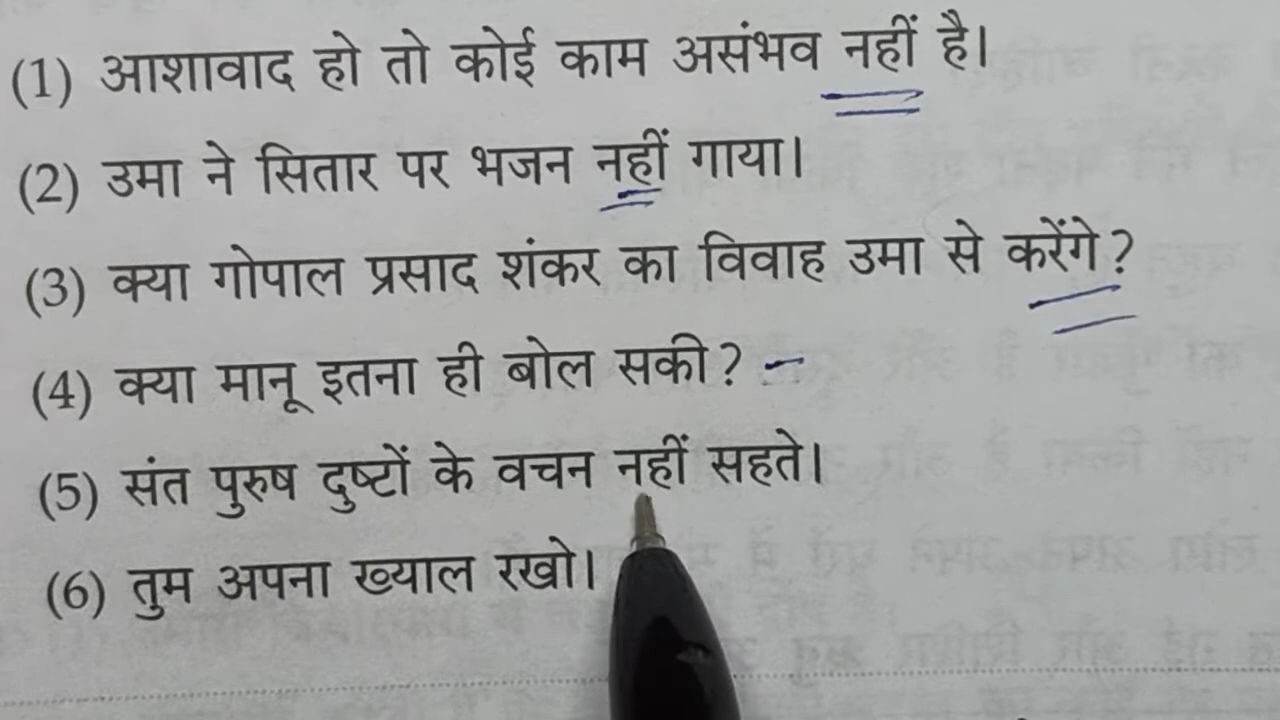 (1) आशावाद हो तो कोई काम असंभव नहीं है।
(2) उमा ने सितार पर भजन नहीं गाया।
(3) क्या गोपाल प्रसाद शंकर का विवाह उमा से करेंगे?
(4) क्या मानू इतना ही बोल सकी?
(5) संत पुरुष दुष्टों के वचन नहीं सहते।
(6) तुम अपना ख्याल रखो।